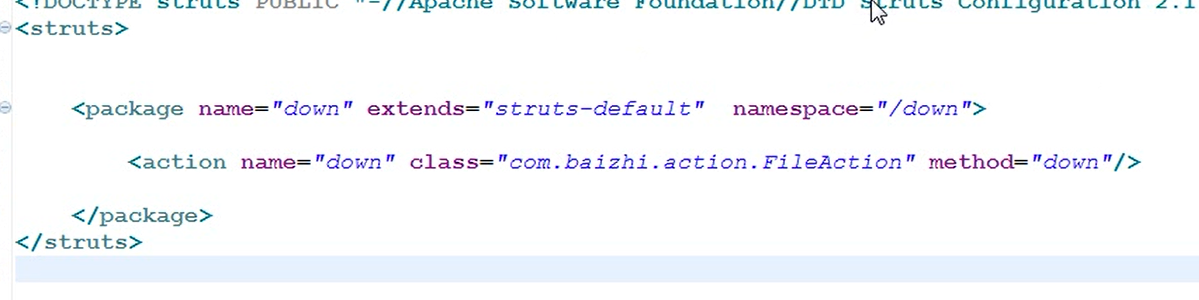 <!DOCTYPE struts PUBLIC "-//Apache Software Foundation//DTD Struts Configuration 2.1
<struts>
<package name="down" extends="struts-default" namespace="/down">
<action name="down" class="com.baizhi.action.FileAction" method="down"/>
</package>
</struts>